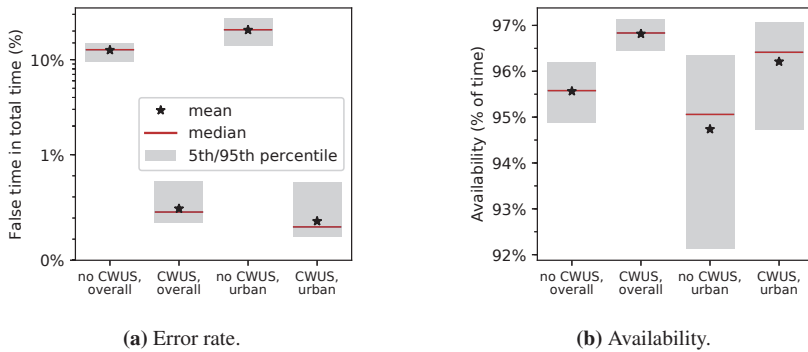 False time in total time (%)
10%
1%
0%
mean
median
5th/95th percentile
no CWUS,
overall
CWUS,
overall
no CWUS,
urban
CWUS,
urban
(a) Error rate.
Availability (% of time)
97%
96%
95%
94%
93%
92%
no CWUS,
overall
CWUS,
overall
no CWUS,
urban
CWUS,
urban
(b) Availability.